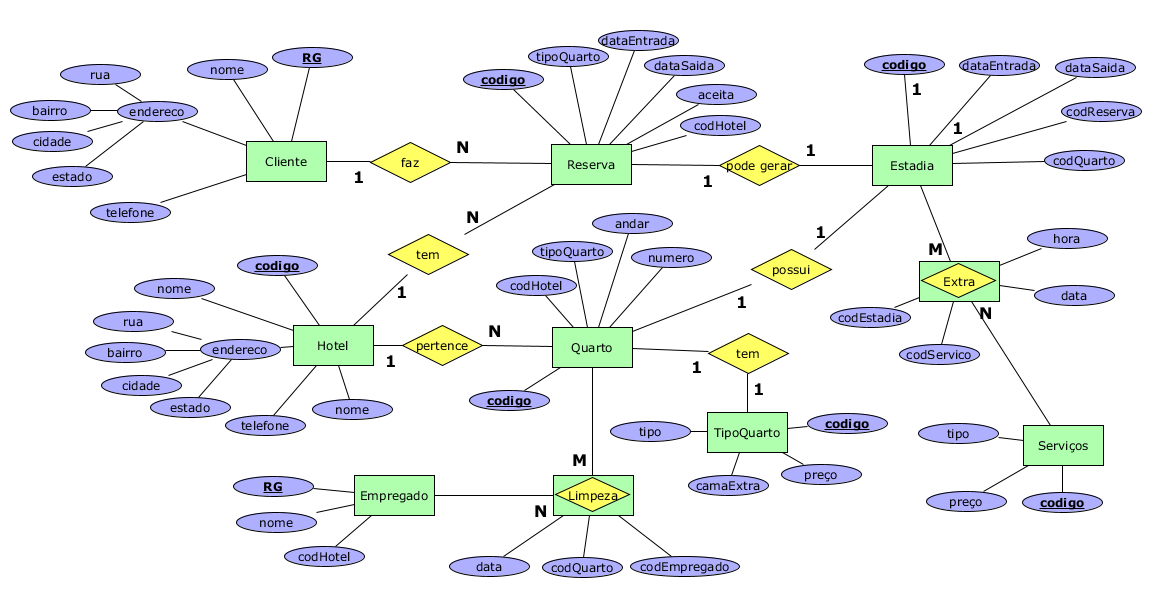 dataEntrada
tipoQuarto
RG
codigo
dataEntrada
nome
codigo
dataSaida
dataSaida
rua
aceita
bairro
endereco
codReserva
1
codHotel
cidade
1
Cliente
faz
N
Reserva
1
pode gerar
1
Estadia
codQuarto
estado
1
telefone
N
andar
1
M
hora
tem
tipoQuarto
numero
possui
codigo
nome
1
codHotel
1
Extra
data
rua
codEstadia
N
bairro
endereco
Hotel
1
pertence
N
Quarto
1
tem
codServico
cidade
1
estado
nome
codigo
telefone
tipo
TipoQuarto
codigo
tipo
Serviços
M
camaExtra
preço
RG
Empregado
Limpeza
preço
codigo
nome
N
codHotel
data
codQuarto
codEmpregado